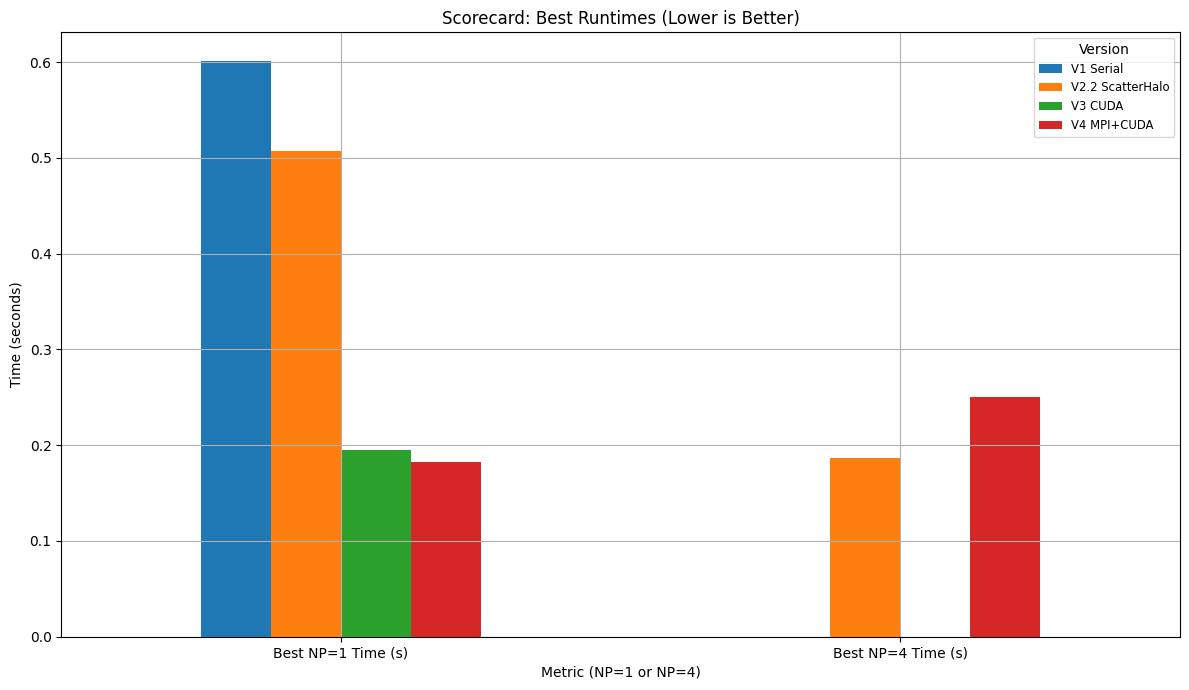 Scorecard: Best Runtimes (Lower is Better)
Version
V1 Serial
V2.2 ScatterHalo
V3 CUDA
V4 MPI+CUDA
Time (seconds)
0.6
0.5
0.4
0.3
0.2
0.1
0.0
Best NP=1 Time (s)
Best NP=4 Time (s)
Metric (NP=1 or NP=4)